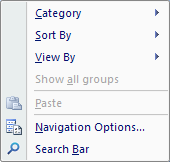 Category
Sort By
View By
Show all groups
Paste
Navigation Options...
Search Bar